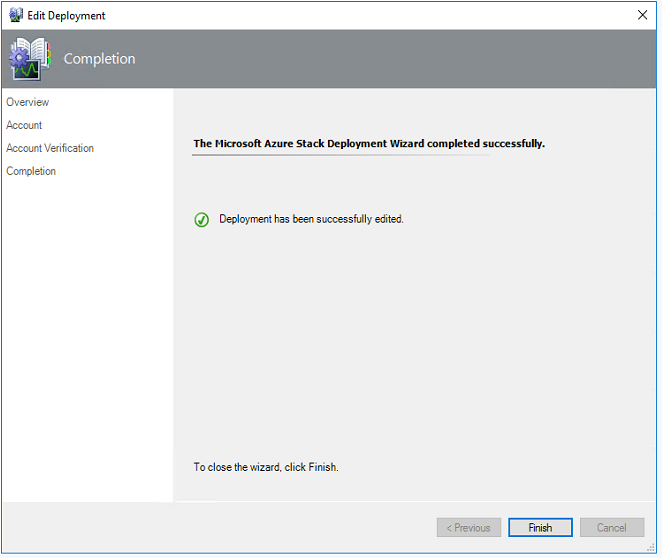 Edit Deployment
Completion
Overview
Account
Account Verification
Completion
The Microsoft Azure Stack Deployment Wizard completed successfully.
Deployment has been successfully edited.
To close the wizard, click Finish.
< Previous
Finish
Cancel